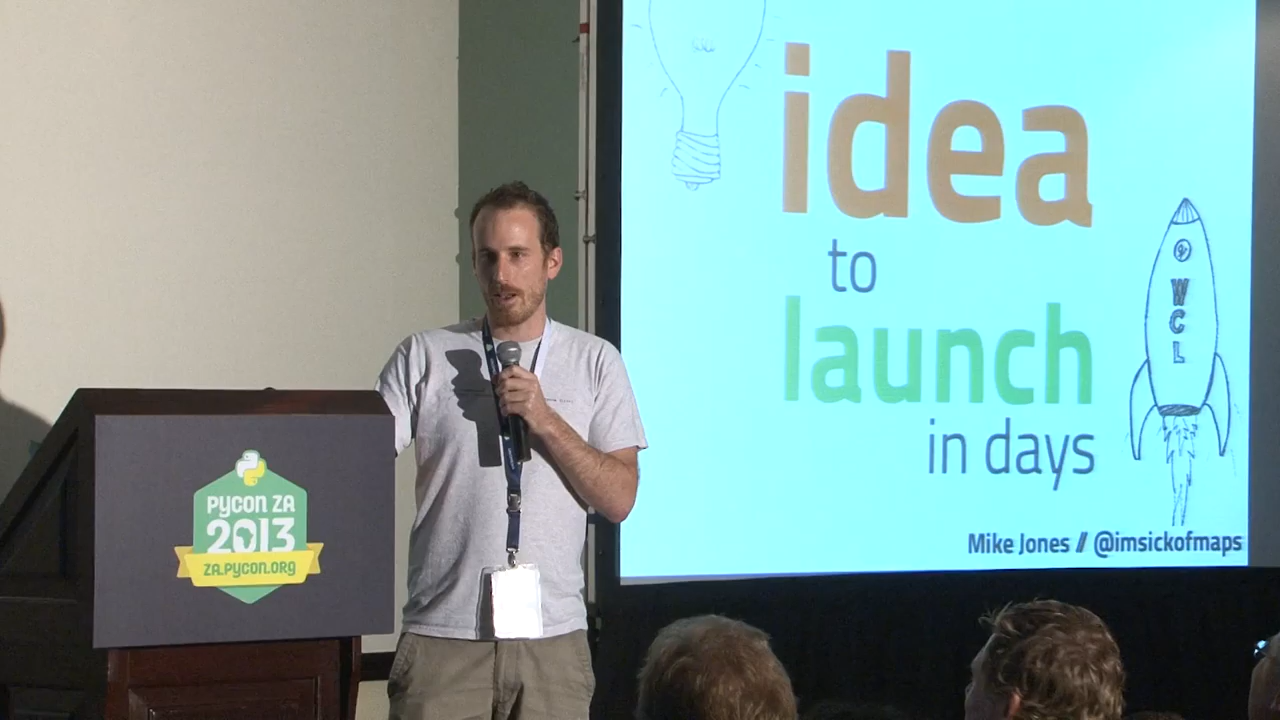 PYCON ZA
2013
ZA.PYCON.ORG
idea
to
launch
in days
WCL
Mike Jones // @imsickofmaps